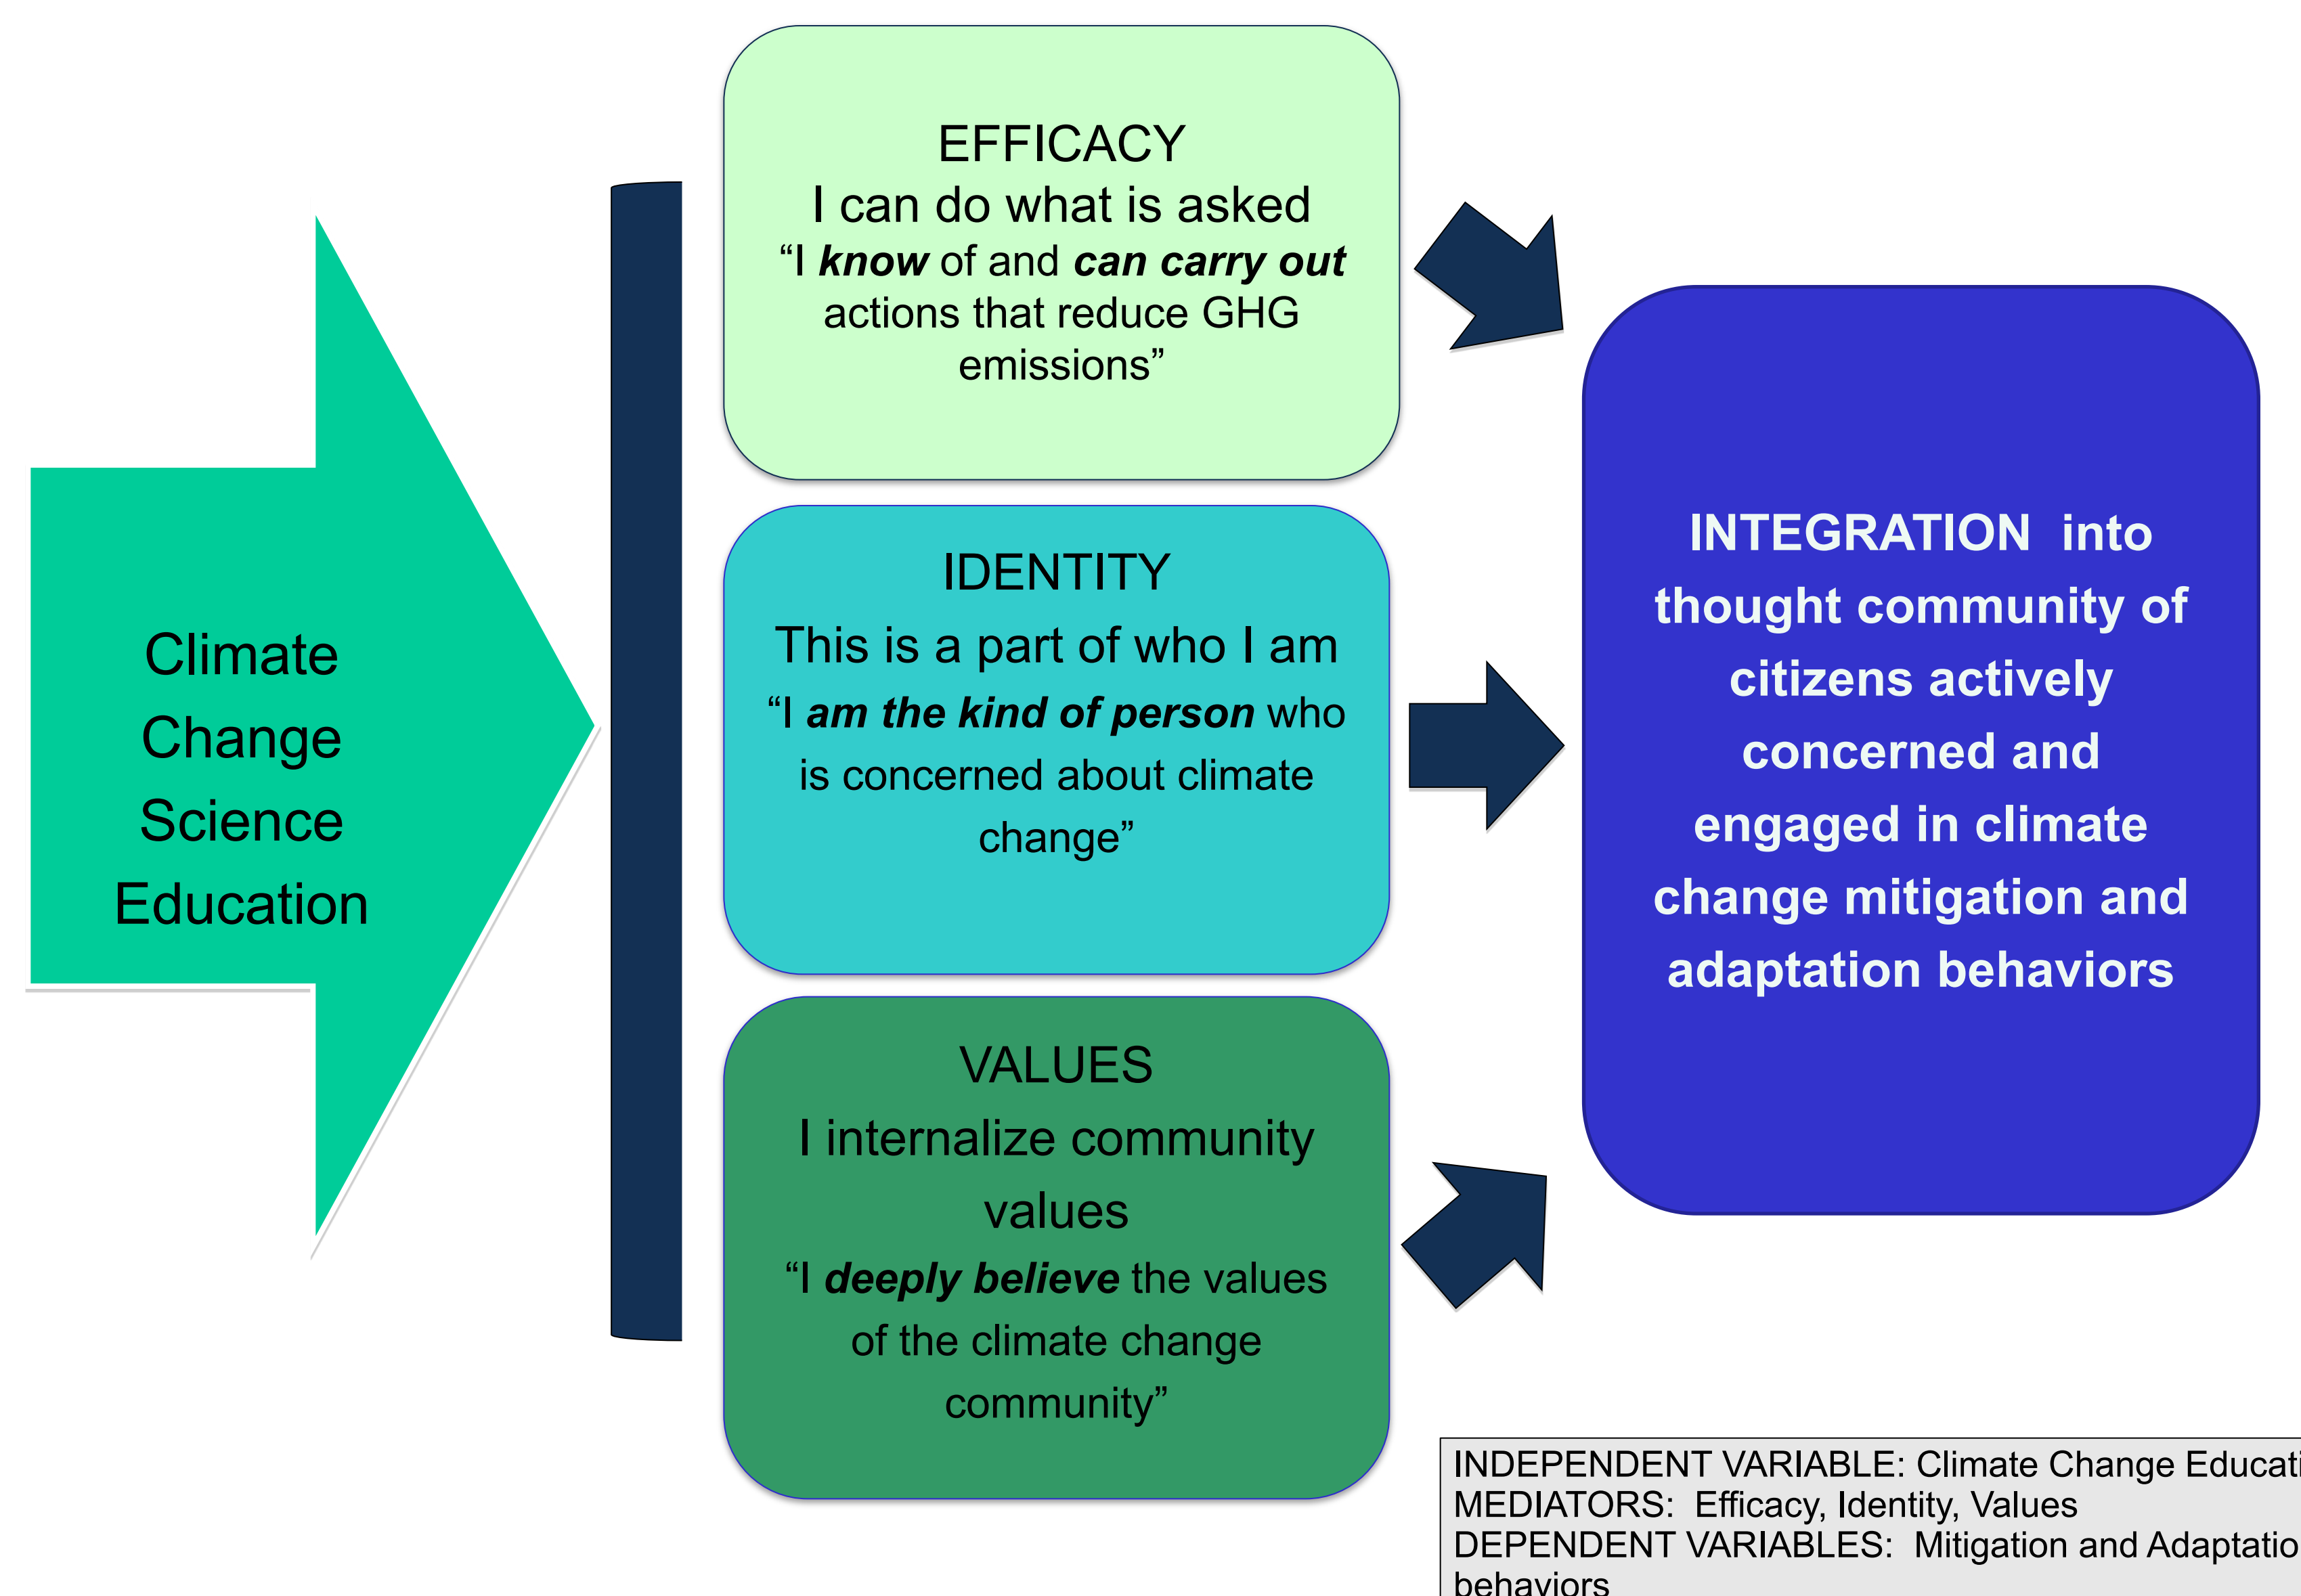 Climate
Change
Science
Education
EFFICACY
I can do what is asked
“I know of and can carry out
actions that reduce GHG
emissions”
IDENTITY
This is a part of who I am
“I am the kind of person who
is concerned about climate
change”
VALUES
I internalize community
values
“I deeply believe the values
of the climate change
community”
INTEGRATION into
thought community of
citizens actively
concerned and
engaged in climate
change mitigation and
adaptation behaviors
INDEPENDENT VARIABLE: Climate Change Educati
MEDIATORS: Efficacy, Identity, Values
DEPENDENT VARIABLES: Mitigation and Adaptatio
behaviors